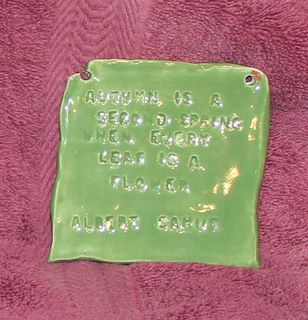 AUTUMN IS A
SECOND SPRING
WHEN EVERY
LEAF IS A
FLOWER
ALBERT CAMUS